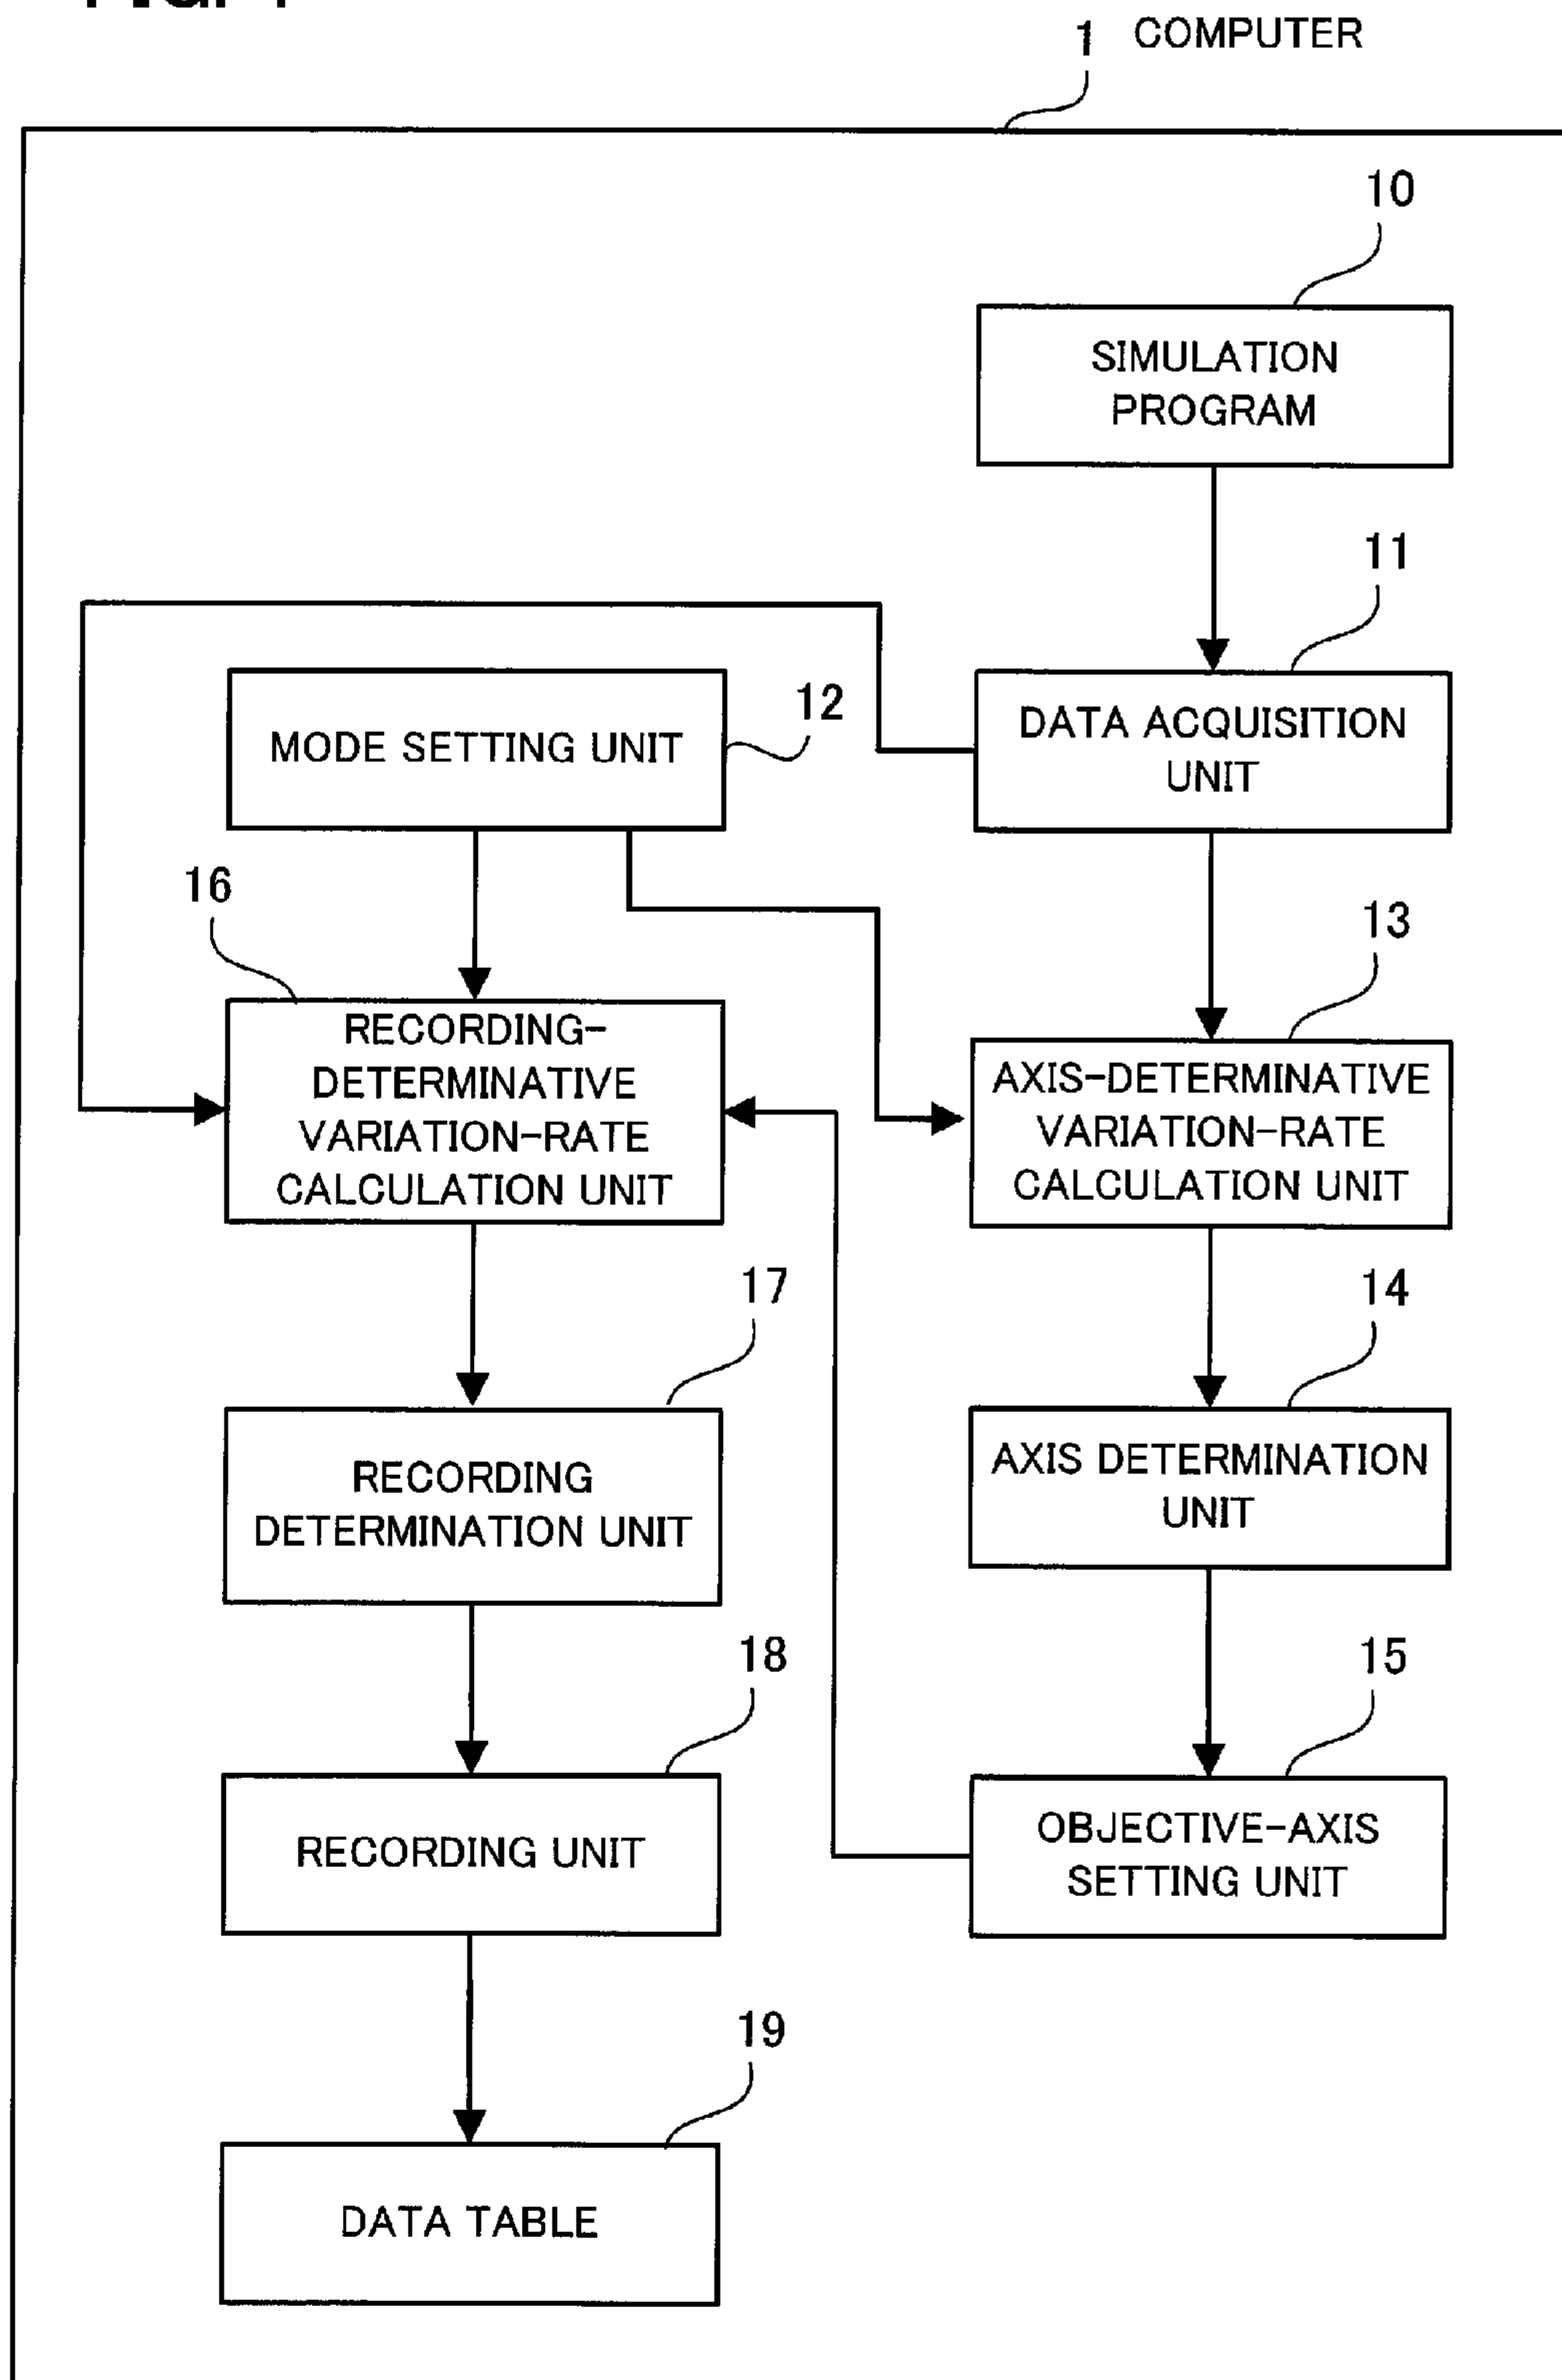 1 COMPUTER
10
SIMULATION
PROGRAM
11
DATA ACQUISITION
UNIT
12
MODE SETTING UNIT
16
RECORDING-
DETERMINATIVE
VARIATION-RATE
CALCULATION UNIT
13
AXIS-DETERMINATIVE
VARIATION-RATE
CALCULATION UNIT
17
RECORDING
DETERMINATION UNIT
14
AXIS DETERMINATION
UNIT
18
RECORDING UNIT
15
OBJECTIVE-AXIS
SETTING UNIT
19
DATA TABLE